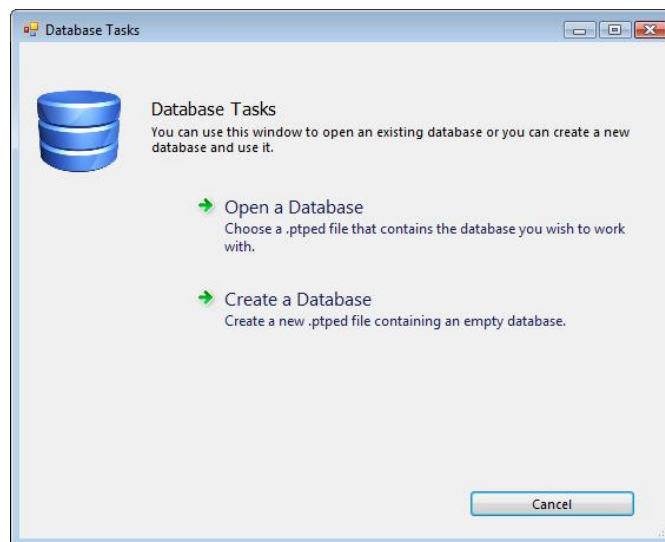 Database Tasks
Database Tasks
You can use this window to open an existing database or you can create a new
database and use it.
Open a Database
Choose a .ptped file that contains the database you wish to work
with.
Create a Database
Create a new .ptped file containing an empty database.
Cancel